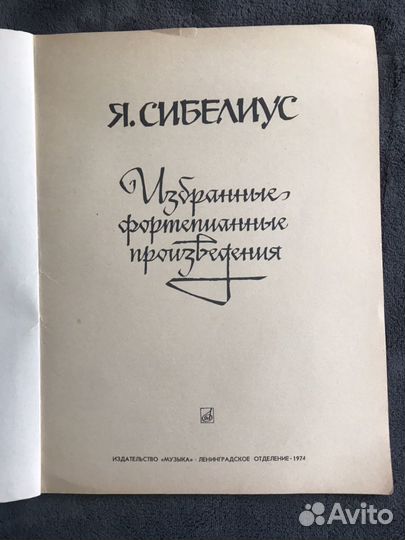 Я. СИБЕЛИУС
Избранные
фортепианные
произведения
ИЗДАТЕЛЬСТВО «МУЗЫКА» · ЛЕНИНГРАДСКОЕ ОТДЕЛЕНИЕ · 1974
Avito